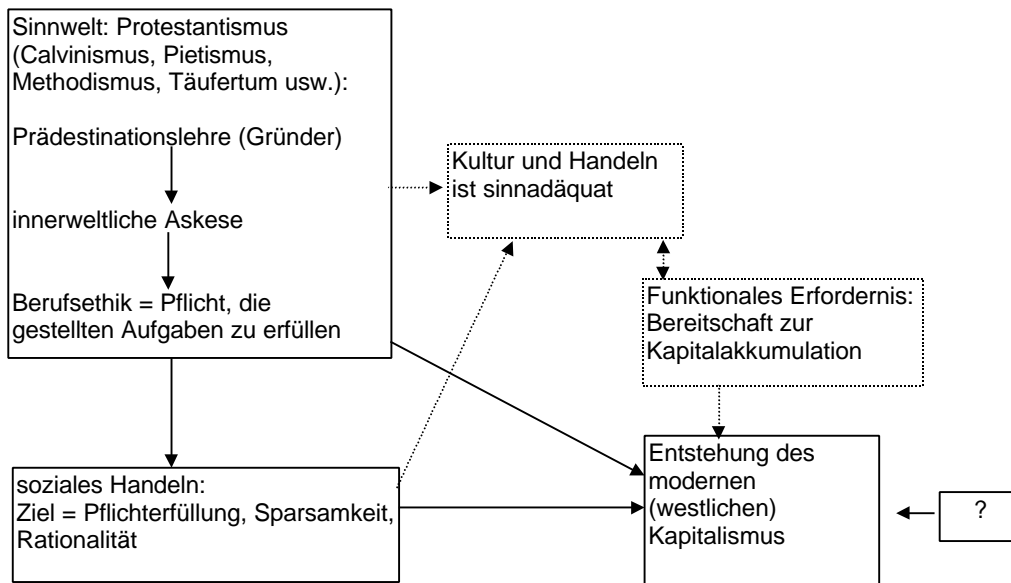 Sinnwelt: Protestantismus
(Calvinismus, Pietismus,
Methodismus, Täufertum usw.):
Prädestinationslehre (Gründer)
innerweltliche Askese
Berufsethik = Pflicht, die
gestellten Aufgaben zu erfüllen
Kultur und Handeln
ist sinnadäquat
Funktionales Erfordernis:
Bereitschaft zur
Kapitalakkumulation
soziales Handeln:
Ziel = Pflichterfüllung, Sparsamkeit,
Rationalität
Entstehung des
modernen
(westlichen)
Kapitalismus
?